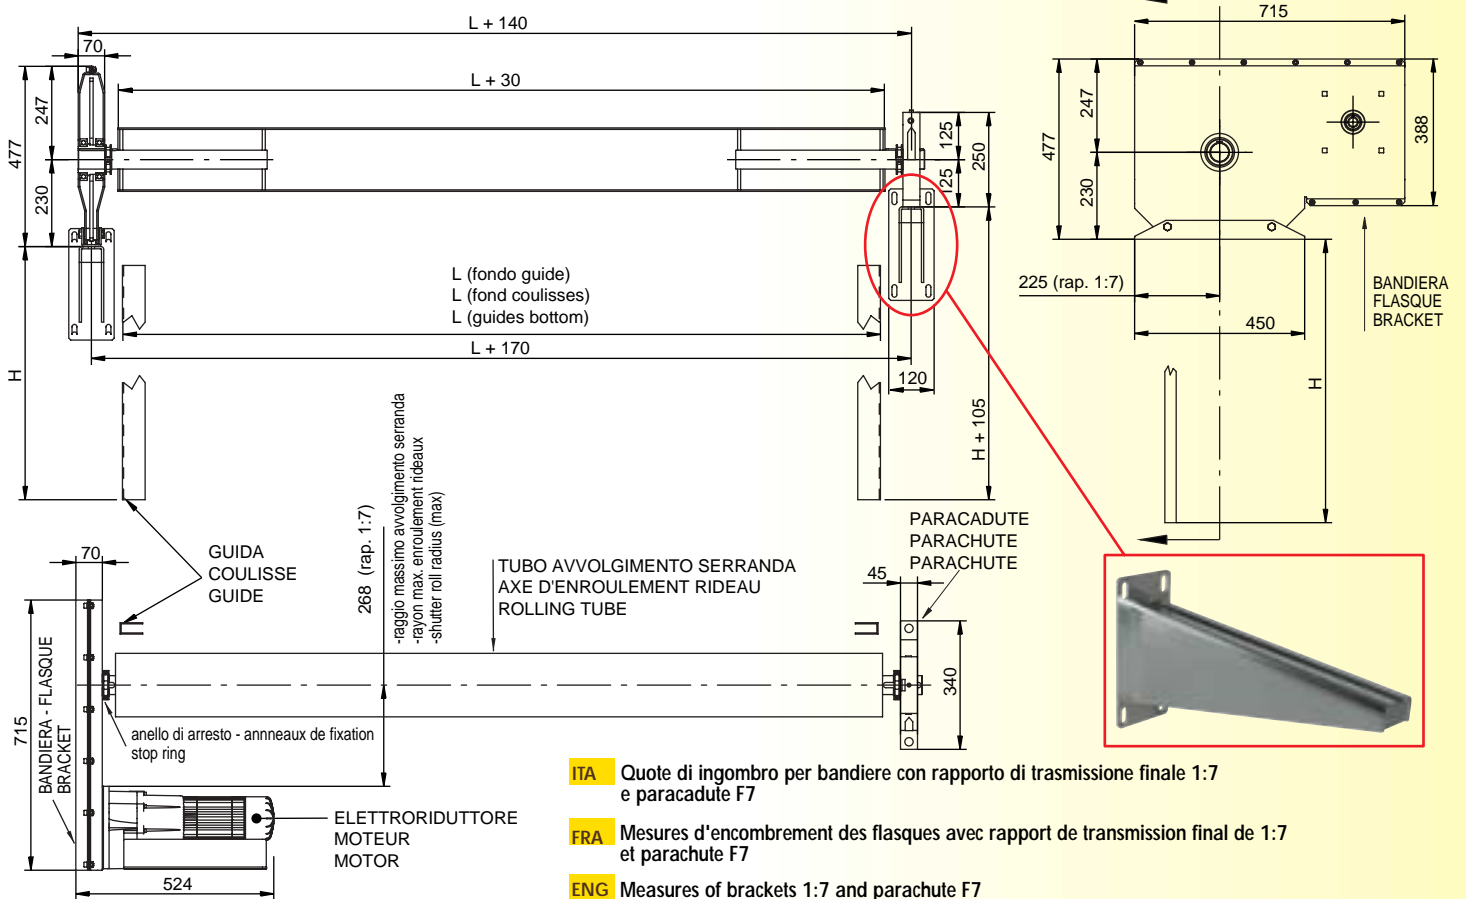 L + 140
715
70
L + 30
247
477
230
125
250
125
247
477
230
388
L (fondo guide)
L (fond coulisses)
L (guides bottom)
225 (rap. 1:7)
450
BANDIERA
FLASQUE
BRACKET
L + 170
120
H
H + 105
H
268 (rap. 1:7)
-raggio massimo avvolgimento serranda
-rayon max. enroulement rideaux
-shutter roll radius (max)
GUIDA
COULISSE
GUIDE
TUBO AVVOLGIMENTO SERRANDA
AXE D'ENROULEMENT RIDEAU
ROLLING TUBE
PARACADUTE
PARACHUTE
PARACHUTE
70
45
340
715
BANDIERA - FLASQUE
BRACKET
anello di arresto - annneaux de fixation
stop ring
ELETTRORIDUTTORE
MOTEUR
MOTOR
524
ITA Quote di ingombro per bandiere con rapporto di trasmissione finale 1:7
e paracadute F7
FRA Mesures d'encombrement des flasques avec rapport de transmission final de 1:7
et parachute F7
ENG Measures of brackets 1:7 and parachute F7